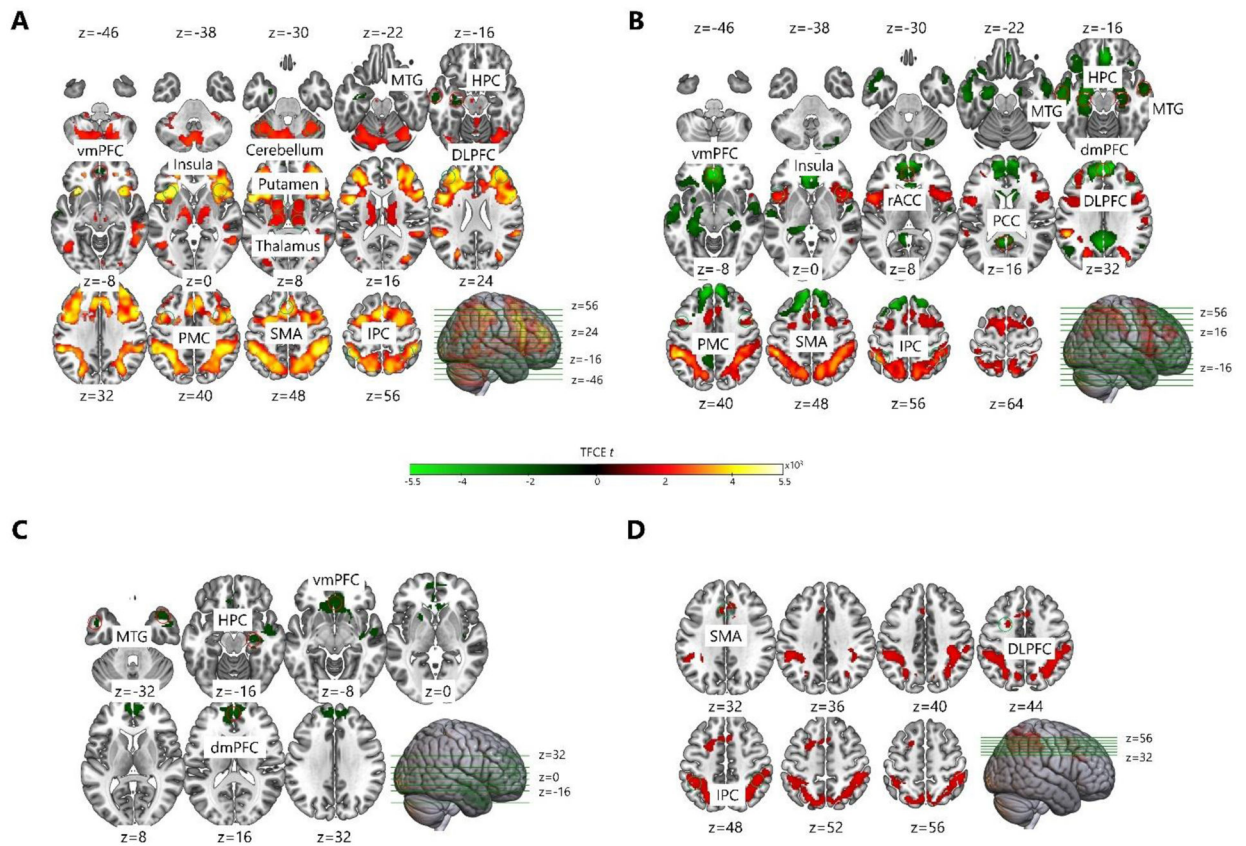 A
z=-46 z=-38 z=-30 z=-22 z=-16
MTG HPC
vmPFC Insula Cerebellum DLPFC
Putamen
Thalamus
z=-8 z=0 z=8 z=16 z=24
PMC SMA IPC
z=32 z=40 z=48 z=56
z=56
z=24
z=-16
z=-46
B
z=-46 z=-38 z=-30 z=-22 z=-16
HPC
MTG MTG
vmPFC Insula dmPFC
rACC PCC DLPFC
z=-8 z=0 z=8 z=16 z=32
PMC SMA IPC
z=40 z=48 z=56 z=64
z=56
z=16
z=-16
TFCE t
x10³
-5.5 -4 -2 0 2 4 5.5
C
vmPFC
MTG HPC
z=-32 z=-16 z=-8 z=0
dmPFC
z=8 z=16 z=32
z=32
z=0
z=-16
D
SMA DLPFC
z=32 z=36 z=40 z=44
IPC
z=48 z=52 z=56
z=56
z=32